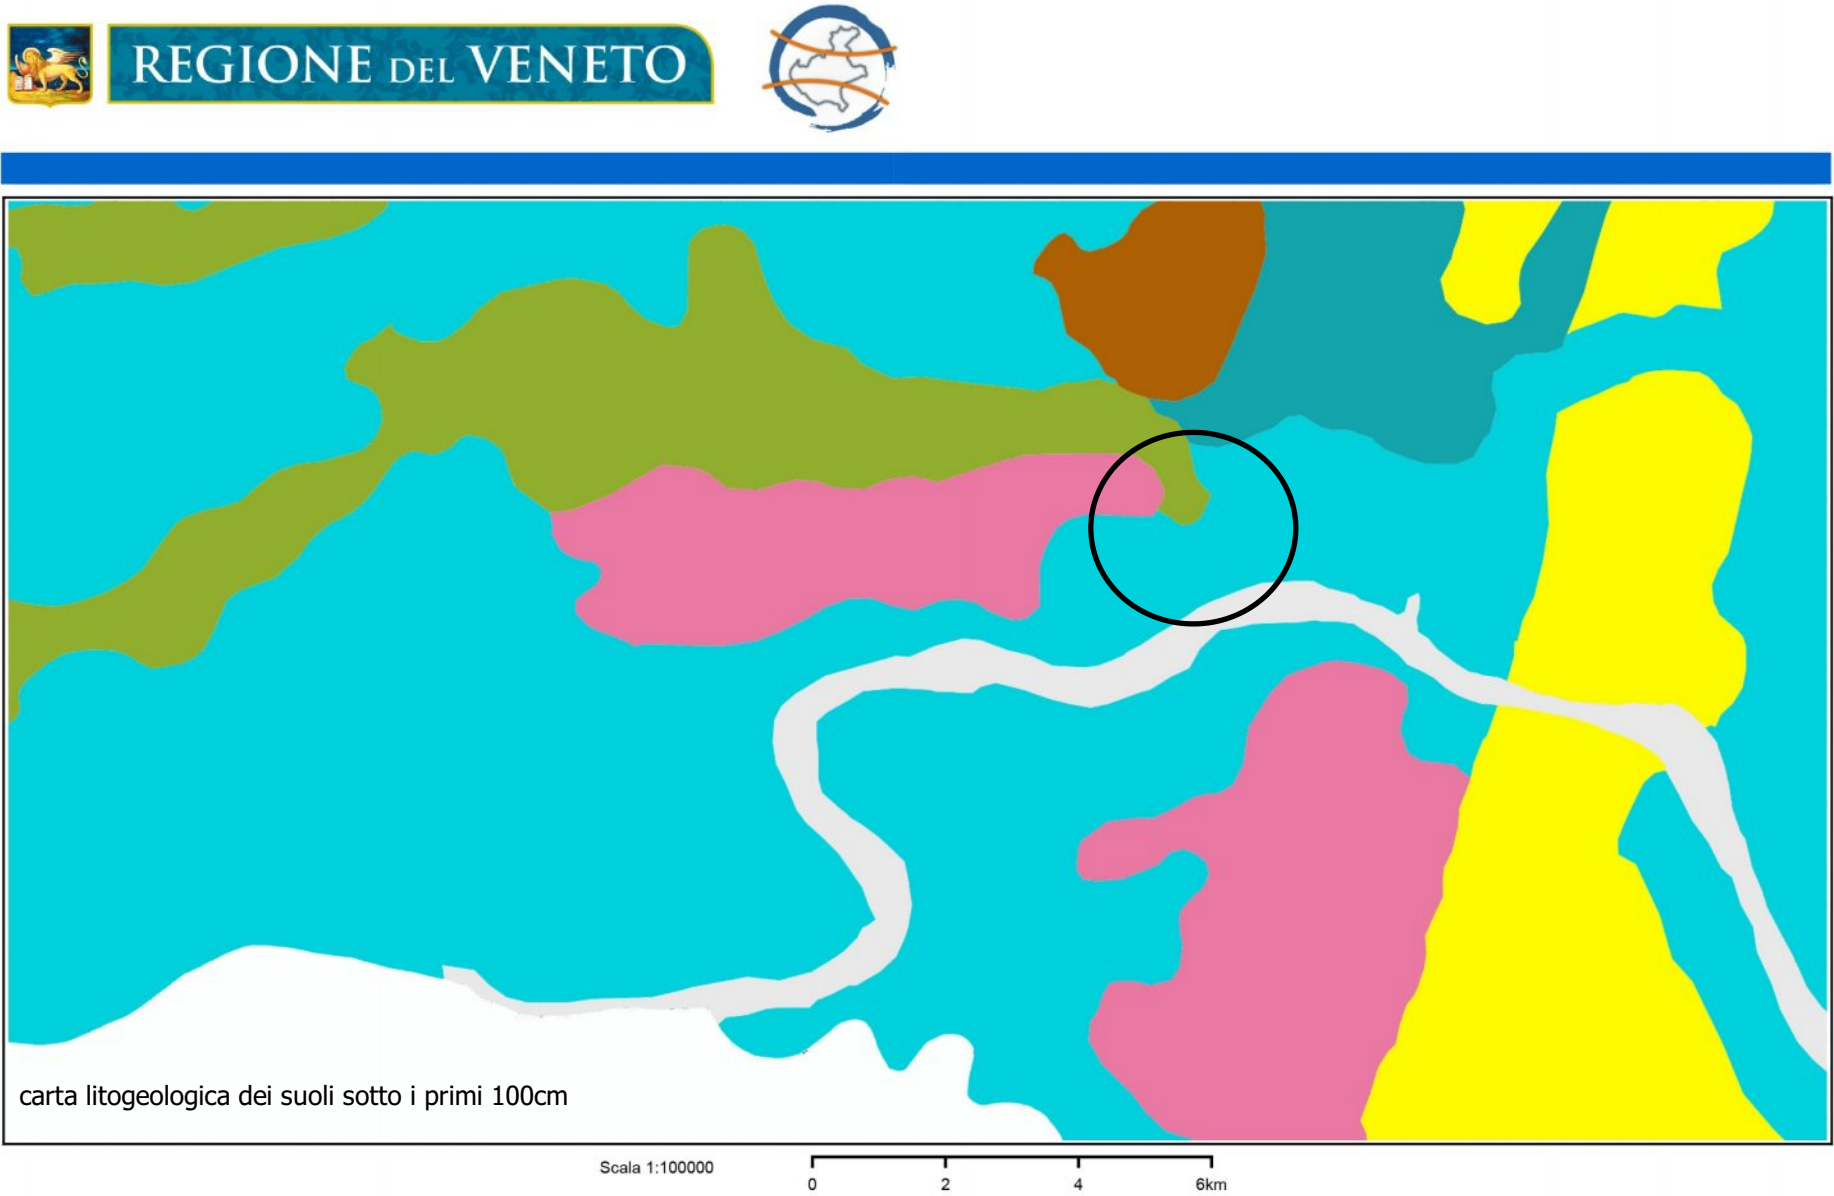 REGIONE DEL VENETO
carta litogeologica dei suoli sotto i primi 100cm
Scala 1:100000
0 2 4 6km